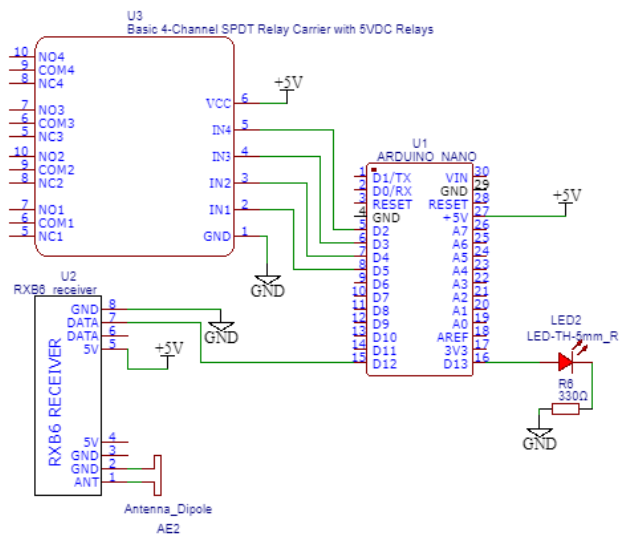 U3
Basic 4-Channel SPDT Relay Carrier with 5VDC Relays
10 NO4
9 COM4
8 NC4
7 NO3
6 COM3
5 NC3
10 NO2
9 COM2
8 NC2
7 NO1
6 COM1
5 NC1
VCC 6
IN4 5
IN3 4
IN2 3
IN1 2
GND 1
+5V
GND
U1
ARDUINO_NANO
1 D1/TX
2 D0/RX
3 RESET
4 GND
5 D2
6 D3
7 D4
8 D5
9 D6
10 D7
11 D8
12 D9
13 D10
14 D11
15 D12
VIN 30
GND 29
RESET 28
+5V 27
A7 26
A6 25
A5 24
A4 23
A3 22
A2 21
A1 20
A0 19
AREF 18
3V3 17
D13 16
+5V
U2
RXB6 receiver
RXB6 RECEIVER
GND 8
DATA 7
DATA 6
5V 5
5V 4
GND 3
GND 2
ANT 1
GND
+5V
Antenna_Dipole
AE2
LED2
LED-TH-5mm_R
R6
330Ω
GND